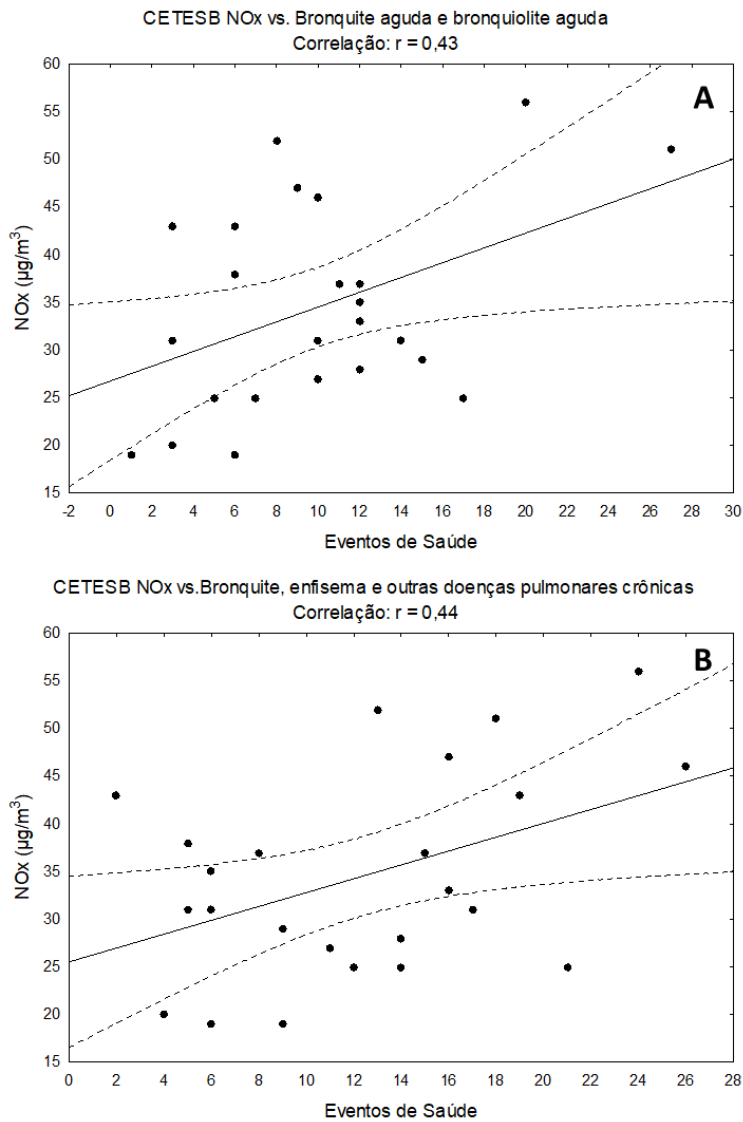 CETESB NOx vs. Bronquite aguda e bronquiolite aguda
Correlação: r = 0,43
A
60
55
50
45
40
35
30
25
20
15
NOx (µg/m³)
-2 0 2 4 6 8 10 12 14 16 18 20 22 24 26 28 30
Eventos de Saúde
CETESB NOx vs.Bronquite, enfisema e outras doenças pulmonares crônicas
Correlação: r = 0,44
B
60
55
50
45
40
35
30
25
20
15
NOx (µg/m³)
0 2 4 6 8 10 12 14 16 18 20 22 24 26 28
Eventos de Saúde